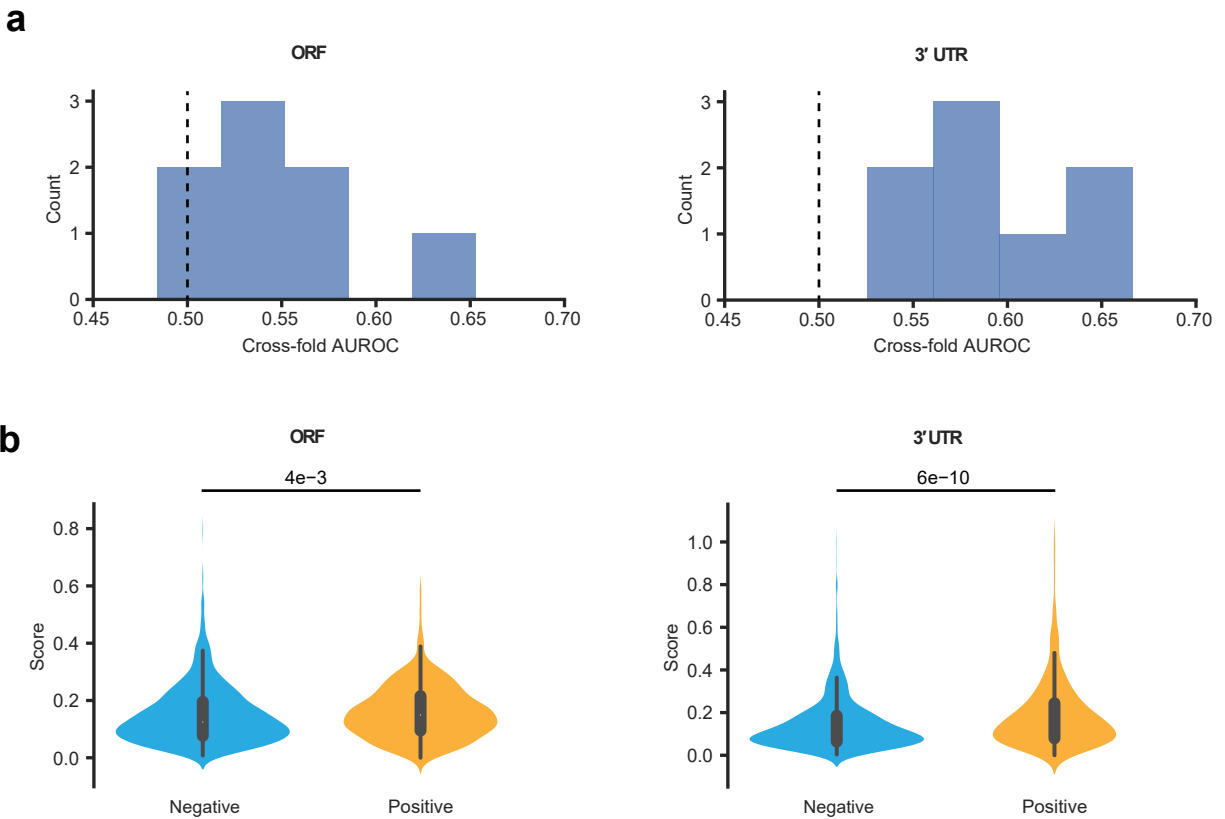 a
ORF
3
2
1
0
Count
0.45 0.50 0.55 0.60 0.65 0.70
Cross-fold AUROC
3′ UTR
3
2
1
0
Count
0.45 0.50 0.55 0.60 0.65 0.70
Cross-fold AUROC
b
ORF
4e−3
0.8
0.6
0.4
0.2
0.0
Score
Negative Positive
3′ UTR
6e−10
1.0
0.8
0.6
0.4
0.2
0.0
Score
Negative Positive